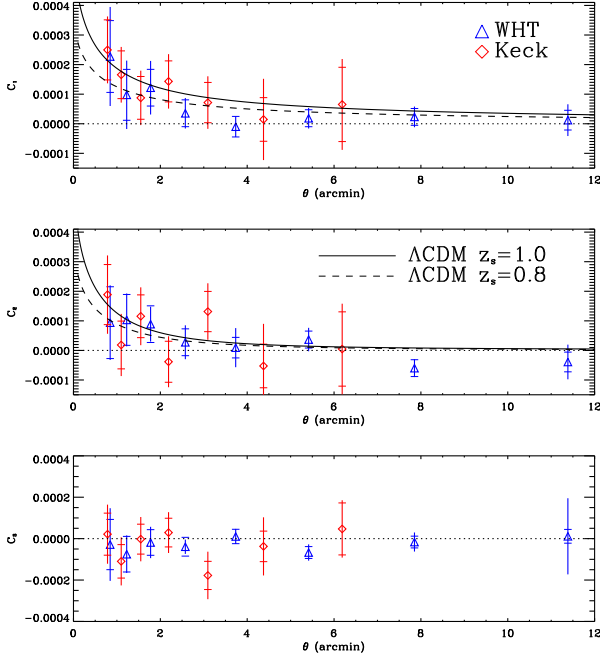 0.0004
0.0003
0.0002
0.0001
0.0000
−0.0001
C₁
WHT
Keck
0 2 4 6 8 10 12
θ (arcmin)
0.0004
0.0003
0.0002
0.0001
0.0000
−0.0001
C₂
ΛCDM zₛ=1.0
ΛCDM zₛ=0.8
0 2 4 6 8 10 12
θ (arcmin)
0.0004
0.0002
0.0000
−0.0002
−0.0004
C₃
0 2 4 6 8 10 12
θ (arcmin)